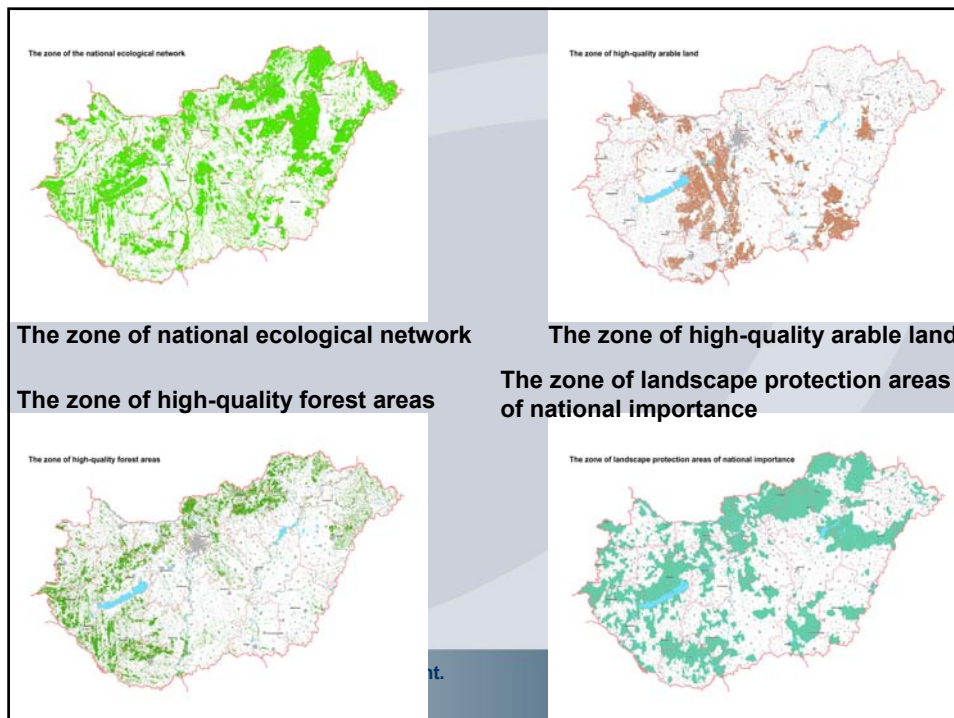 The zone of the national ecological network
The zone of high-quality arable land
The zone of national ecological network
The zone of high-quality arable land
The zone of high-quality forest areas
The zone of landscape protection areas
of national importance
The zone of high-quality forest areas
The zone of landscape protection areas of national importance
nt.